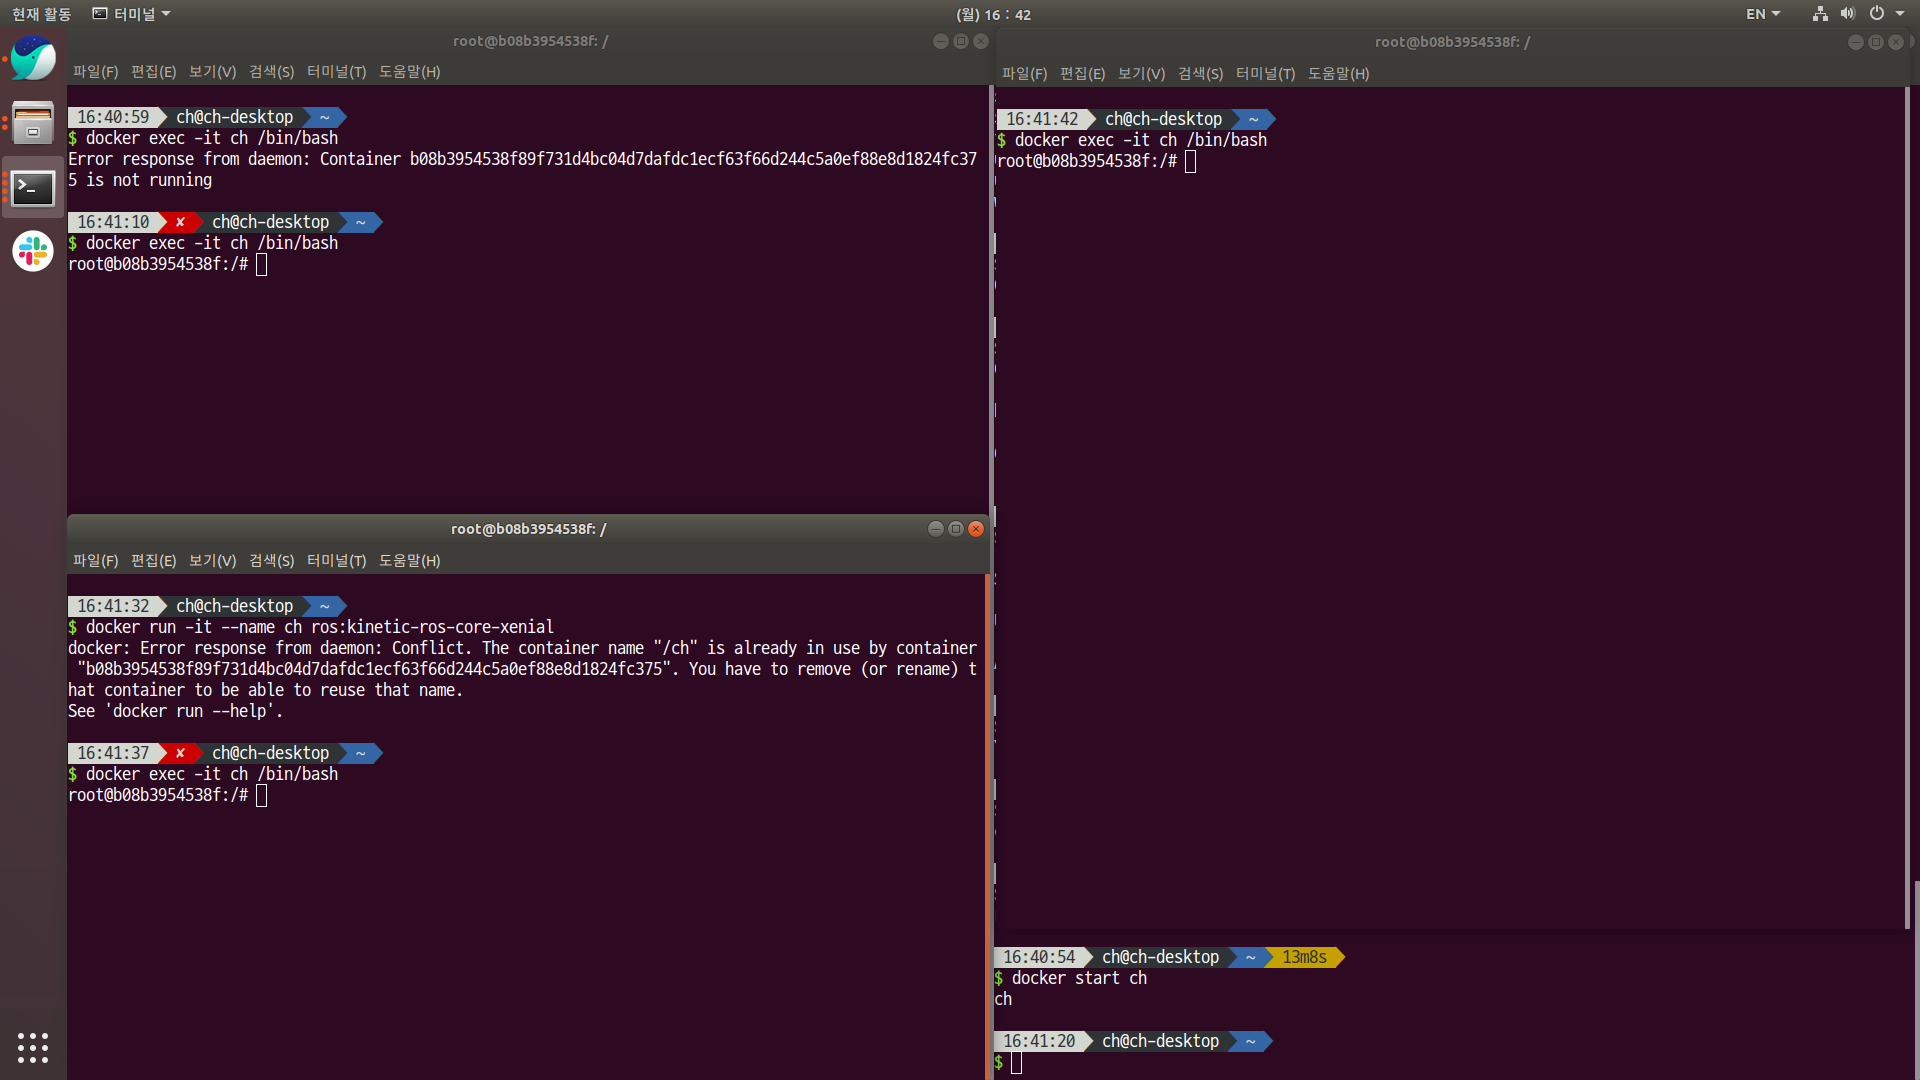 현재 활동 터미널 (월) 16 : 42 EN
root@b08b3954538f: /
파일(F) 편집(E) 보기(V) 검색(S) 터미널(T) 도움말(H)
16:40:59 ch@ch-desktop ~
$ docker exec -it ch /bin/bash
Error response from daemon: Container b08b3954538f89f731d4bc04d7dafdc1ecf63f66d244c5a0ef88e8d1824fc37
5 is not running
16:41:10 ✘ ch@ch-desktop ~
$ docker exec -it ch /bin/bash
root@b08b3954538f:/#
root@b08b3954538f: /
파일(F) 편집(E) 보기(V) 검색(S) 터미널(T) 도움말(H)
16:41:42 ch@ch-desktop ~
$ docker exec -it ch /bin/bash
root@b08b3954538f:/#
root@b08b3954538f: /
파일(F) 편집(E) 보기(V) 검색(S) 터미널(T) 도움말(H)
16:41:32 ch@ch-desktop ~
$ docker run -it --name ch ros:kinetic-ros-core-xenial
docker: Error response from daemon: Conflict. The container name "/ch" is already in use by container
"b08b3954538f89f731d4bc04d7dafdc1ecf63f66d244c5a0ef88e8d1824fc375". You have to remove (or rename) t
hat container to be able to reuse that name.
See 'docker run --help'.
16:41:37 ✘ ch@ch-desktop ~
$ docker exec -it ch /bin/bash
root@b08b3954538f:/#
16:40:54 ch@ch-desktop ~ 13m8s
$ docker start ch
ch
16:41:20 ch@ch-desktop ~
$